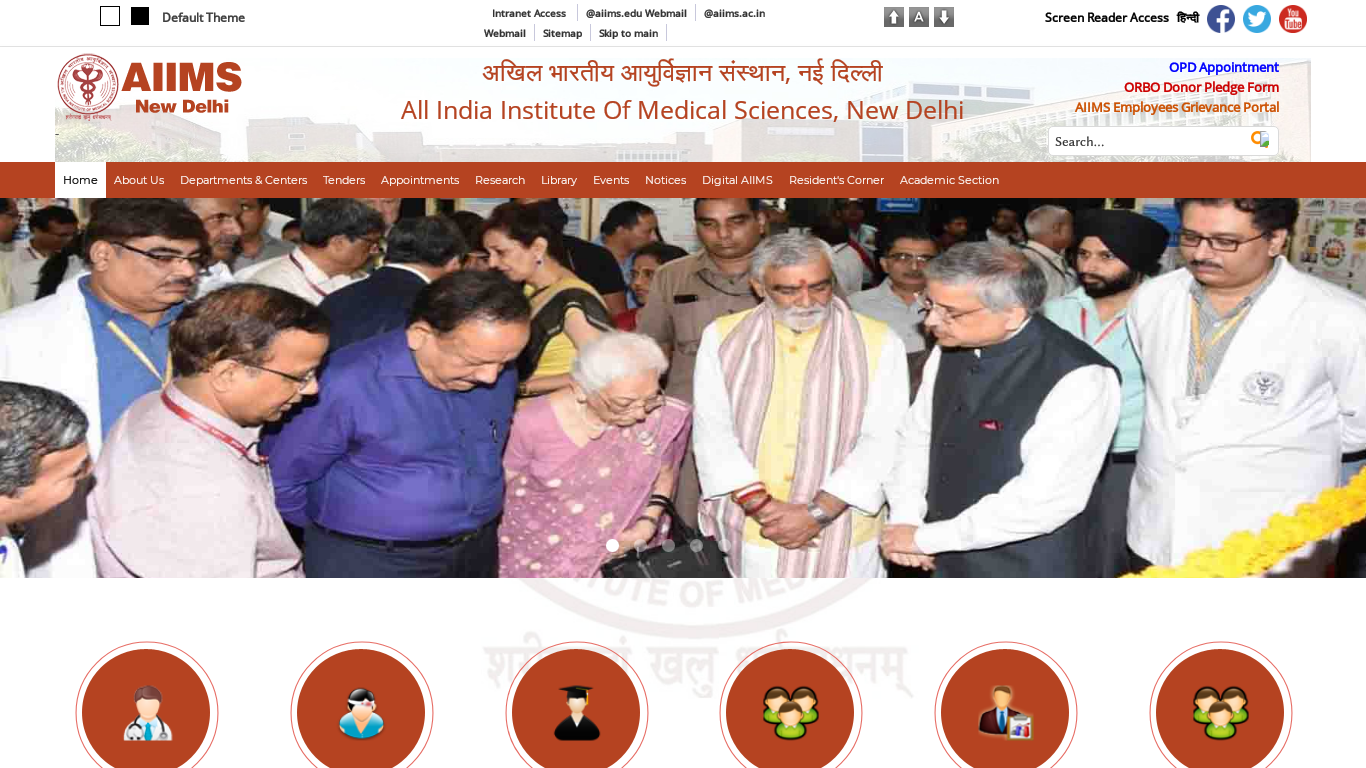 Default Theme
Intranet Access
@aiims.edu Webmail
@aiims.ac.in
Webmail
Sitemap
Skip to main
A
Screen Reader Access
हिन्दी
You
Tube
AIIMS
New Delhi
अखिल भारतीय आयुर्विज्ञान संस्थान, नई दिल्ली
All India Institute Of Medical Sciences, New Delhi
OPD Appointment
ORBO Donor Pledge Form
AIIMS Employees Grievance Portal
Search...
Home
About Us
Departments & Centers
Tenders
Appointments
Research
Library
Events
Notices
Digital AIIMS
Resident's Corner
Academic Section